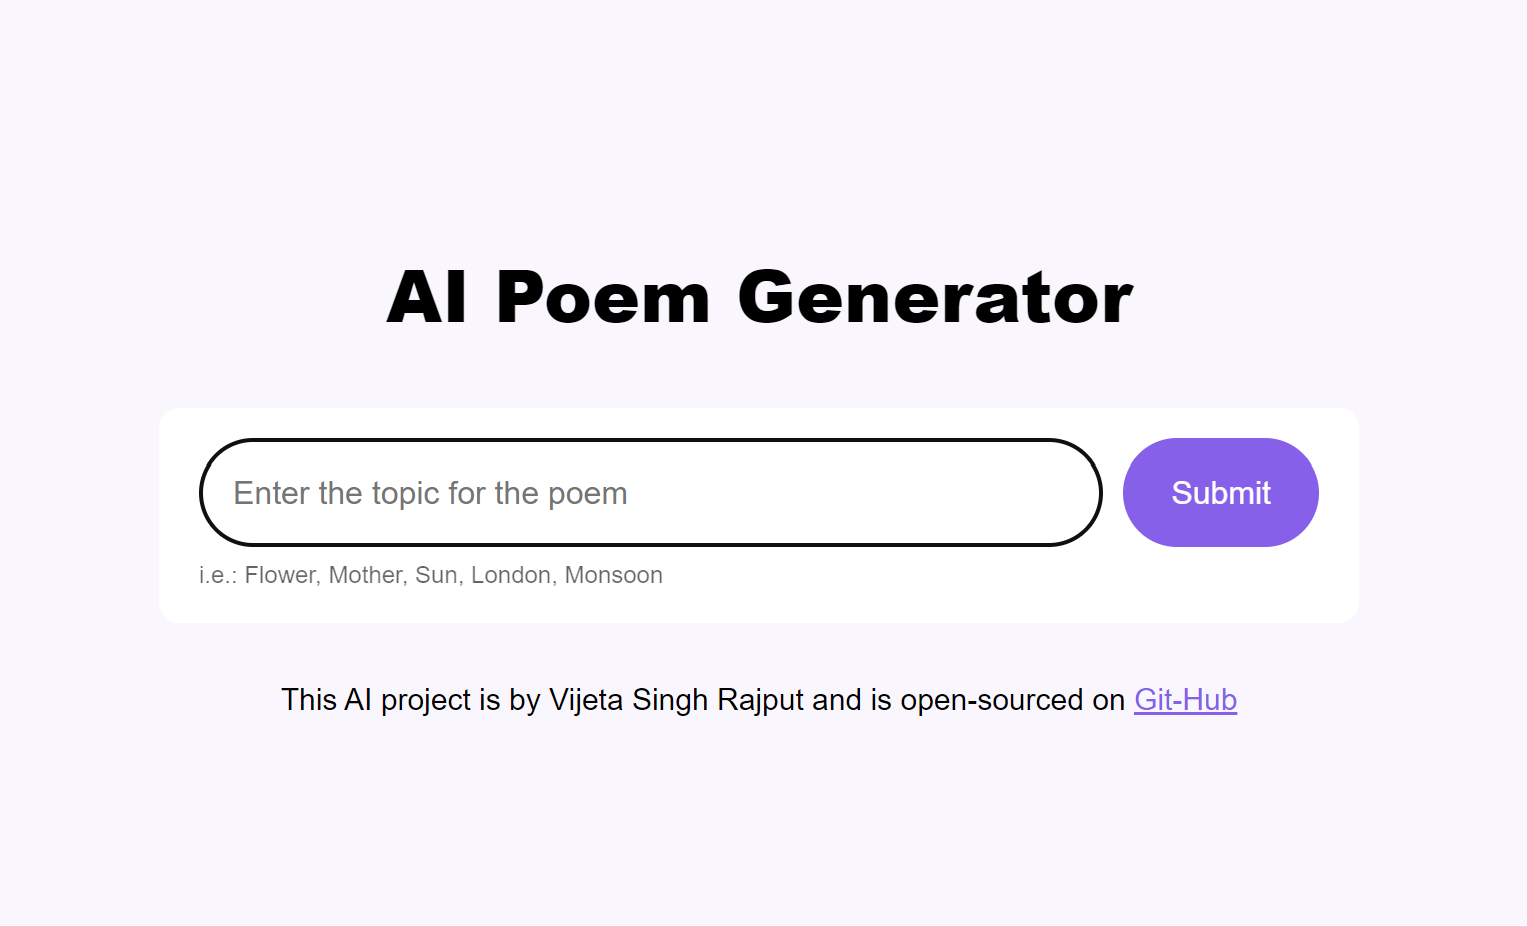 AI Poem Generator
Enter the topic for the poem
Submit
i.e.: Flower, Mother, Sun, London, Monsoon
This AI project is by Vijeta Singh Rajput and is open-sourced on Git-Hub